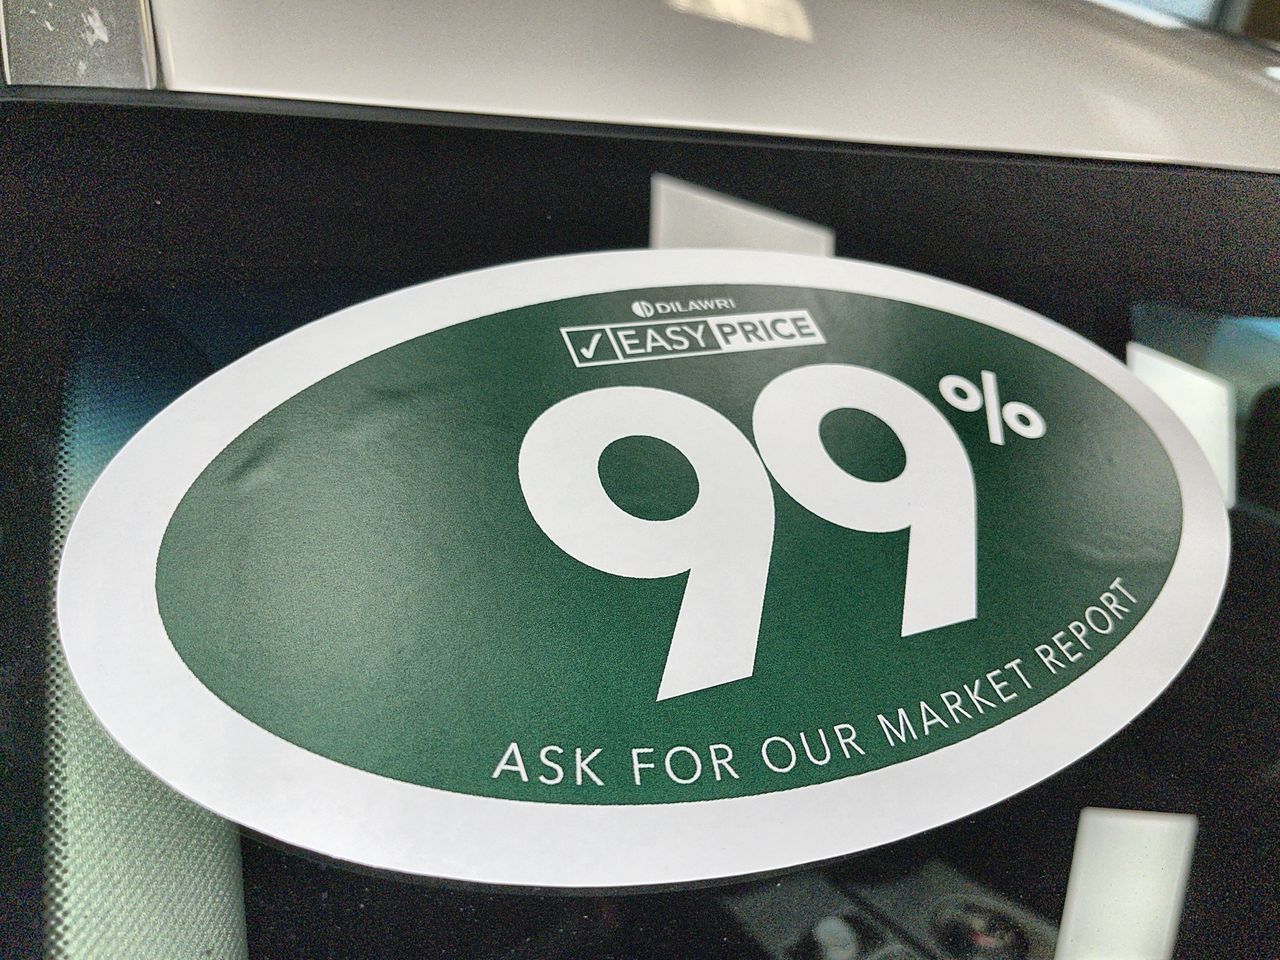 DILAWRI
EASY PRICE
99%
ASK FOR OUR MARKET REPORT